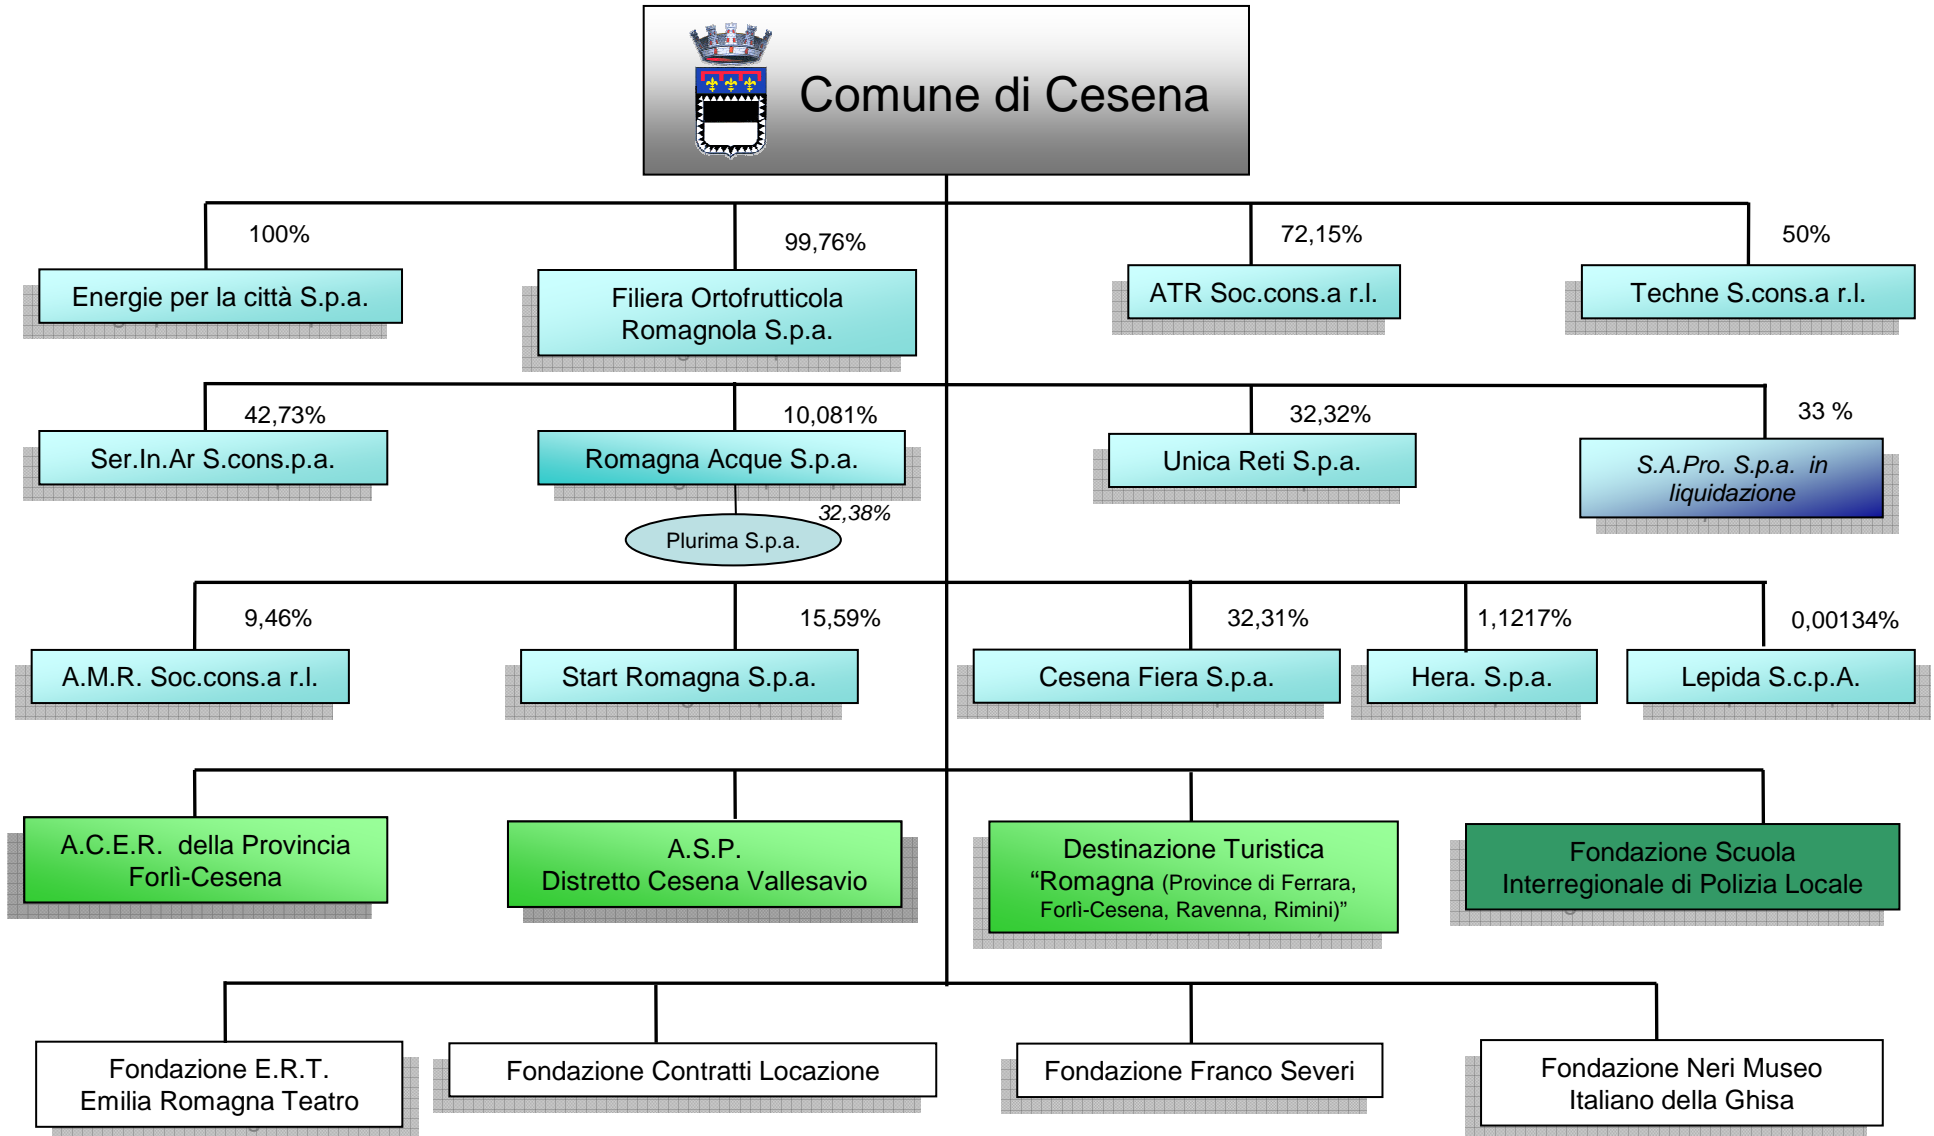 Comune di Cesena
100%
99,76%
72,15%
50%
Energie per la città S.p.a.
Filiera Ortofrutticola
Romagnola S.p.a.
ATR Soc.cons.a r.l.
Techne S.cons.a r.l.
42,73%
10,081%
32,32%
33 %
Ser.In.Ar S.cons.p.a.
Romagna Acque S.p.a.
Unica Reti S.p.a.
S.A.Pro. S.p.a. in
liquidazione
32,38%
Plurima S.p.a.
9,46%
15,59%
32,31%
1,1217%
0,00134%
A.M.R. Soc.cons.a r.l.
Start Romagna S.p.a.
Cesena Fiera S.p.a.
Hera. S.p.a.
Lepida S.c.p.A.
A.C.E.R. della Provincia
Forlì-Cesena
A.S.P.
Distretto Cesena Vallesavio
Destinazione Turistica
“Romagna (Province di Ferrara,
Forlì-Cesena, Ravenna, Rimini)”
Fondazione Scuola
Interregionale di Polizia Locale
Fondazione E.R.T.
Emilia Romagna Teatro
Fondazione Contratti Locazione
Fondazione Franco Severi
Fondazione Neri Museo
Italiano della Ghisa